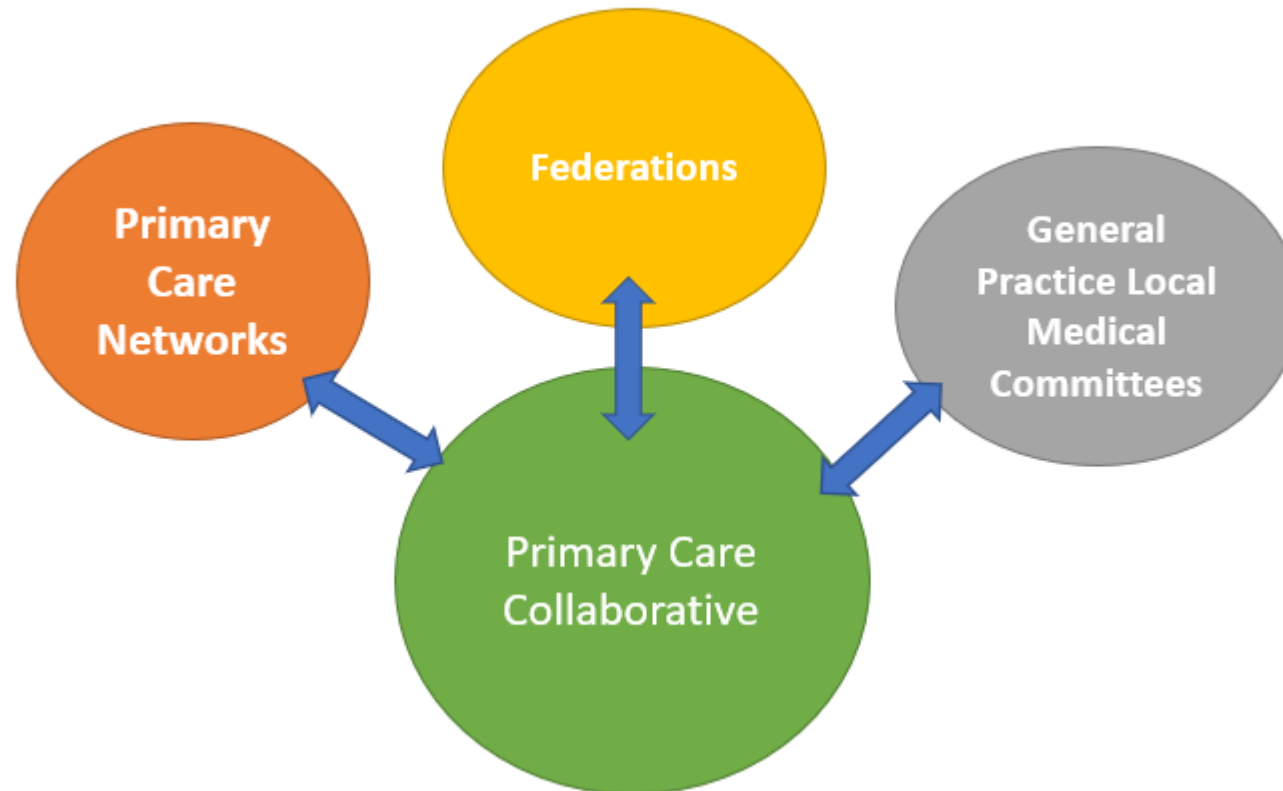 Primary
Care
Networks
Federations
General
Practice Local
Medical
Committees
Primary Care
Collaborative